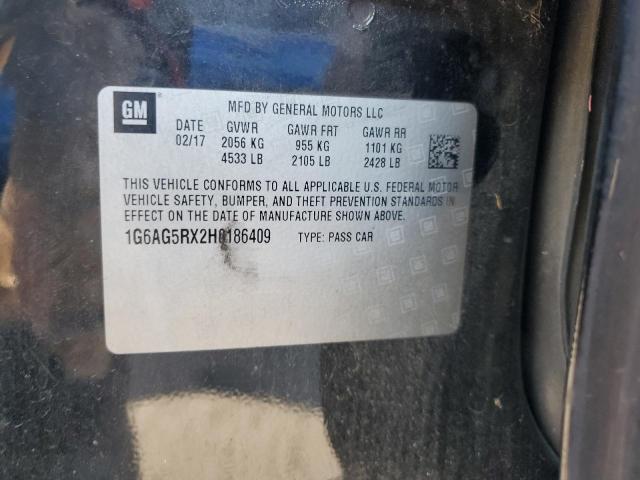 GM
MFD BY GENERAL MOTORS LLC
DATE GVWR GAWR FRT GAWR RR
02/17 2056 KG 955 KG 1101 KG
4533 LB 2105 LB 2428 LB
THIS VEHICLE CONFORMS TO ALL APPLICABLE U.S. FEDERAL MOTOR
VEHICLE SAFETY, BUMPER, AND THEFT PREVENTION STANDARDS IN
EFFECT ON THE DATE OF MANUFACTURE SHOWN ABOVE.
1G6AG5RX2H0186409 TYPE: PASS CAR